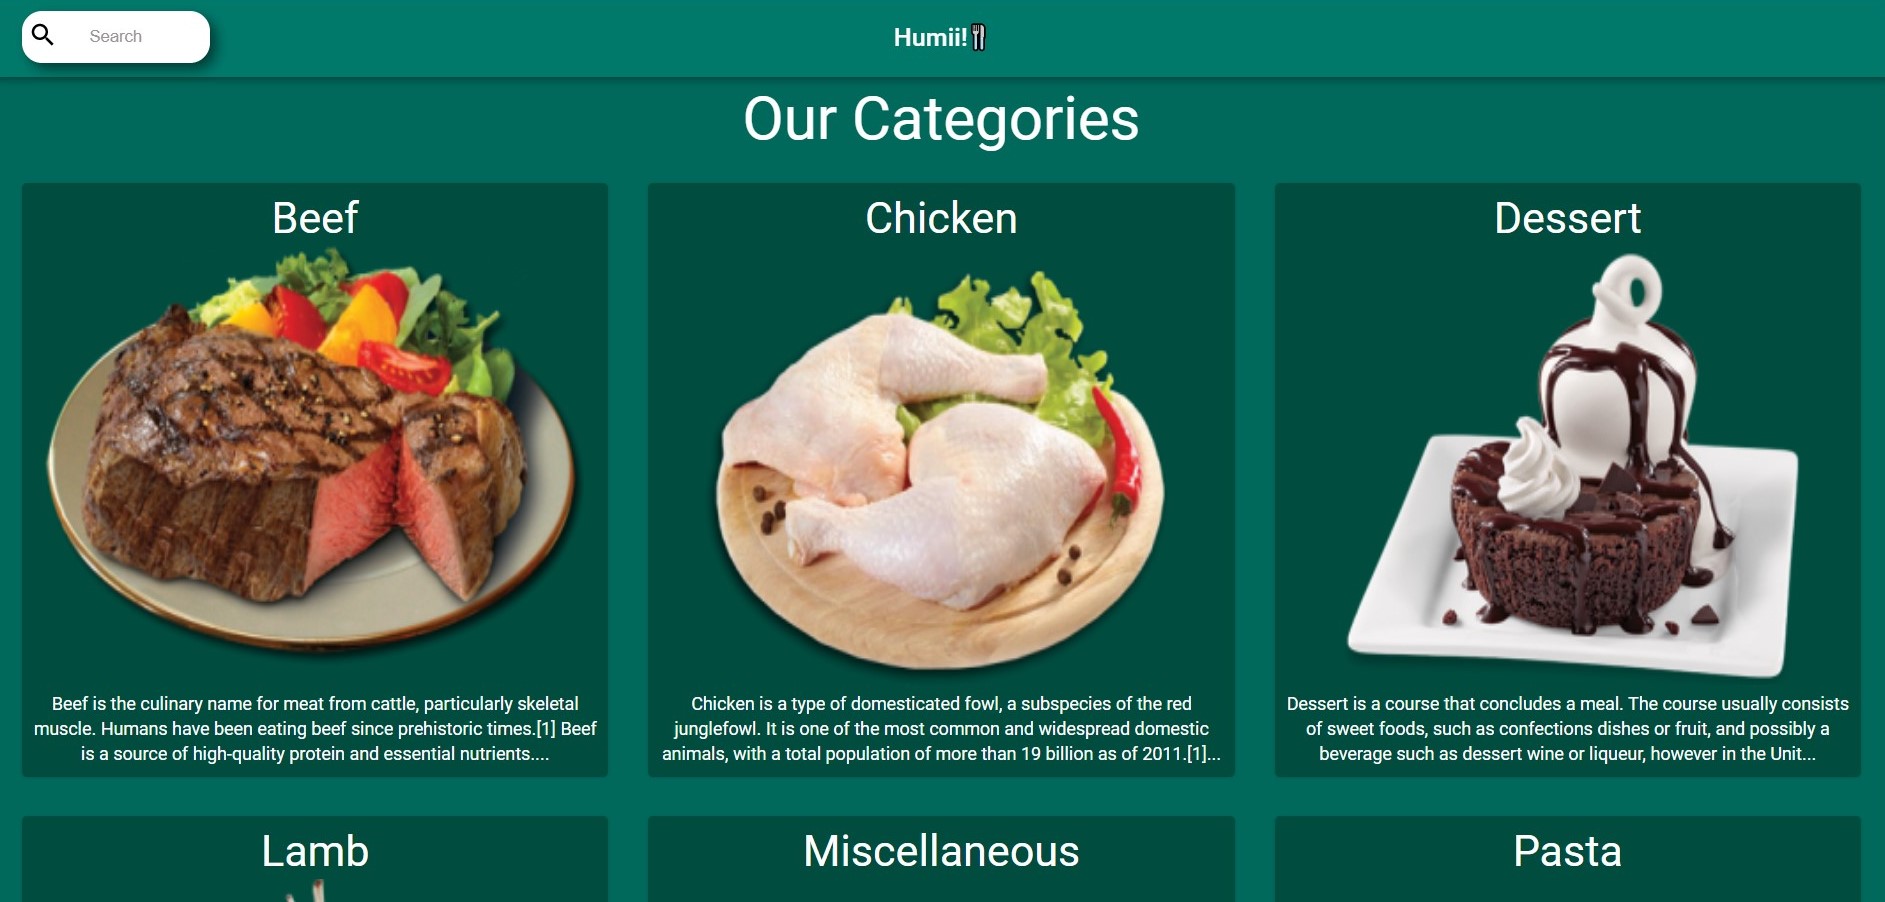 Search
Humii!
Our Categories
Beef
Beef is the culinary name for meat from cattle, particularly skeletal
muscle. Humans have been eating beef since prehistoric times.[1] Beef
is a source of high-quality protein and essential nutrients....
Chicken
Chicken is a type of domesticated fowl, a subspecies of the red
junglefowl. It is one of the most common and widespread domestic
animals, with a total population of more than 19 billion as of 2011.[1]...
Dessert
Dessert is a course that concludes a meal. The course usually consists
of sweet foods, such as confections dishes or fruit, and possibly a
beverage such as dessert wine or liqueur, however in the Unit...
Lamb
Miscellaneous
Pasta